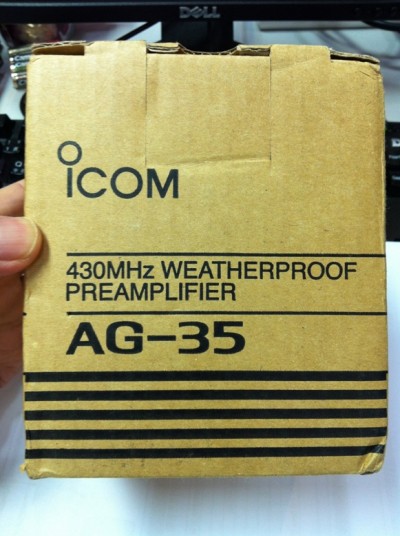 DELL
iCOM
430MHz WEATHERPROOF
PREAMPLIFIER
AG-35